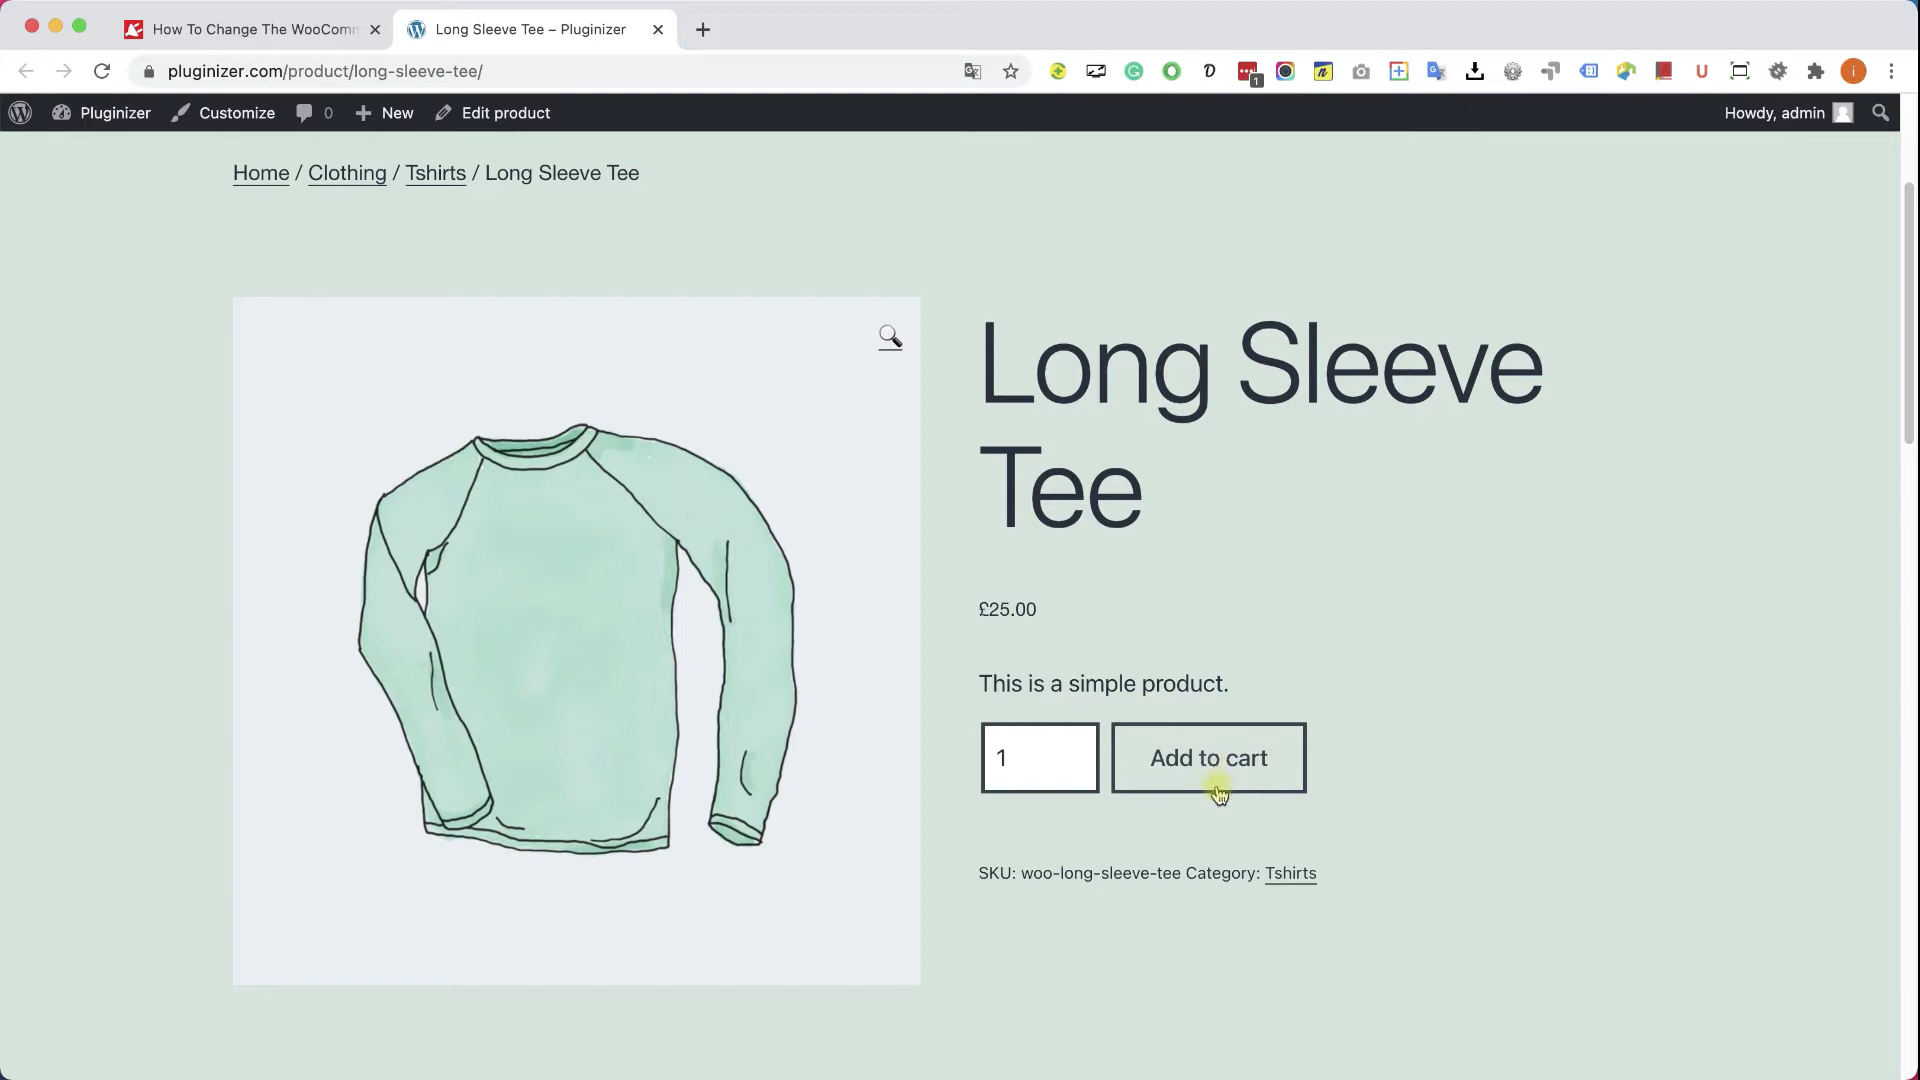 How To Change The WooComm
Long Sleeve Tee – Pluginizer
pluginizer.com/product/long-sleeve-tee/
1
i
Pluginizer
Customize
0
New
Edit product
Howdy, admin
Home / Clothing / Tshirts / Long Sleeve Tee
Long Sleeve
Tee
£25.00
This is a simple product.
1
Add to cart
SKU: woo-long-sleeve-tee Category: Tshirts